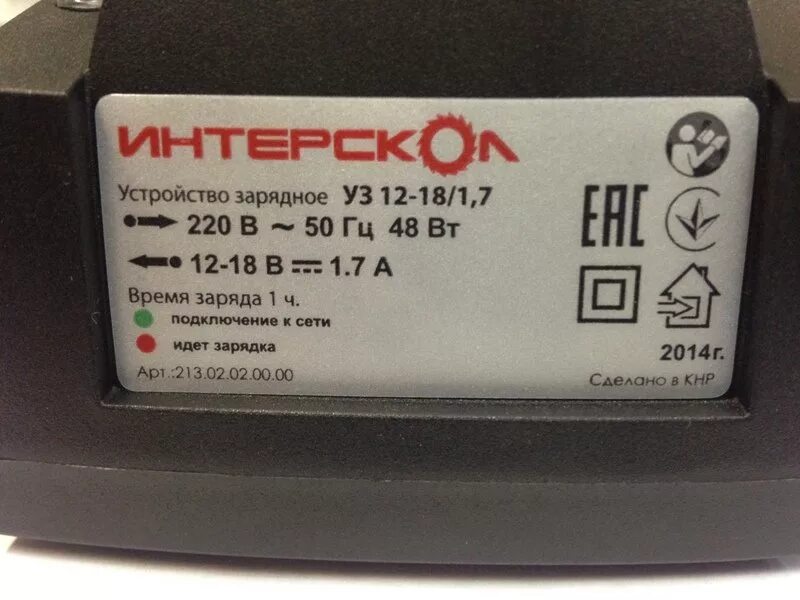 ИНТЕРСКОЛ
Устройство зарядное УЗ 12-18/1,7
220 В ~ 50 Гц 48 Вт
12-18 В 1.7 А
Время заряда 1 ч.
подключение к сети
идет зарядка
Арт.:213.02.02.00.00
EAC
2014г.
Сделано в КНР